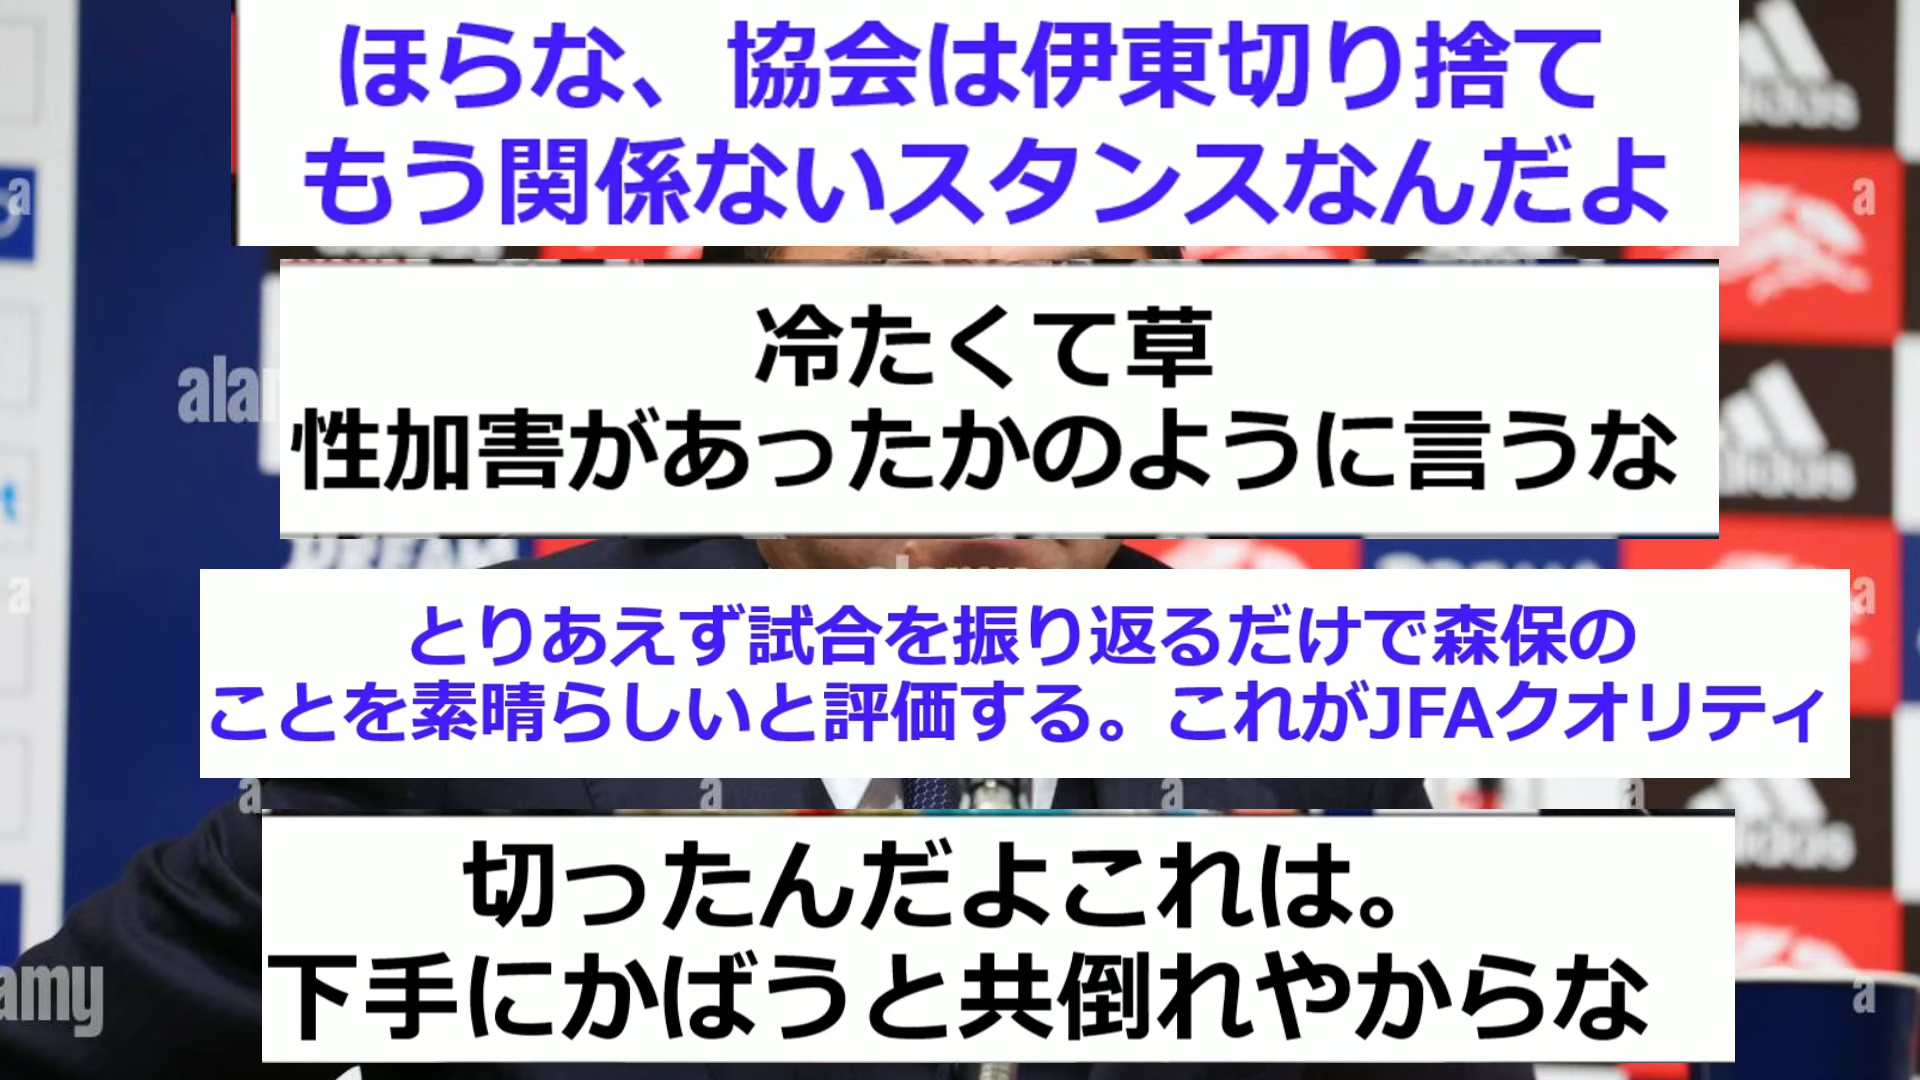 ほらな、協会は伊東切り捨て
もう関係ないスタンスなんだよ
冷たくて草
性加害があったかのように言うな
とりあえず試合を振り返るだけで森保の
ことを素晴らしいと評価する。これがJFAクオリティ
切ったんだよこれは。
下手にかばうと共倒れやからな
adidas
adidas
adidas
DREAM
a
a
a
a
a
a
a
a
a
alamy